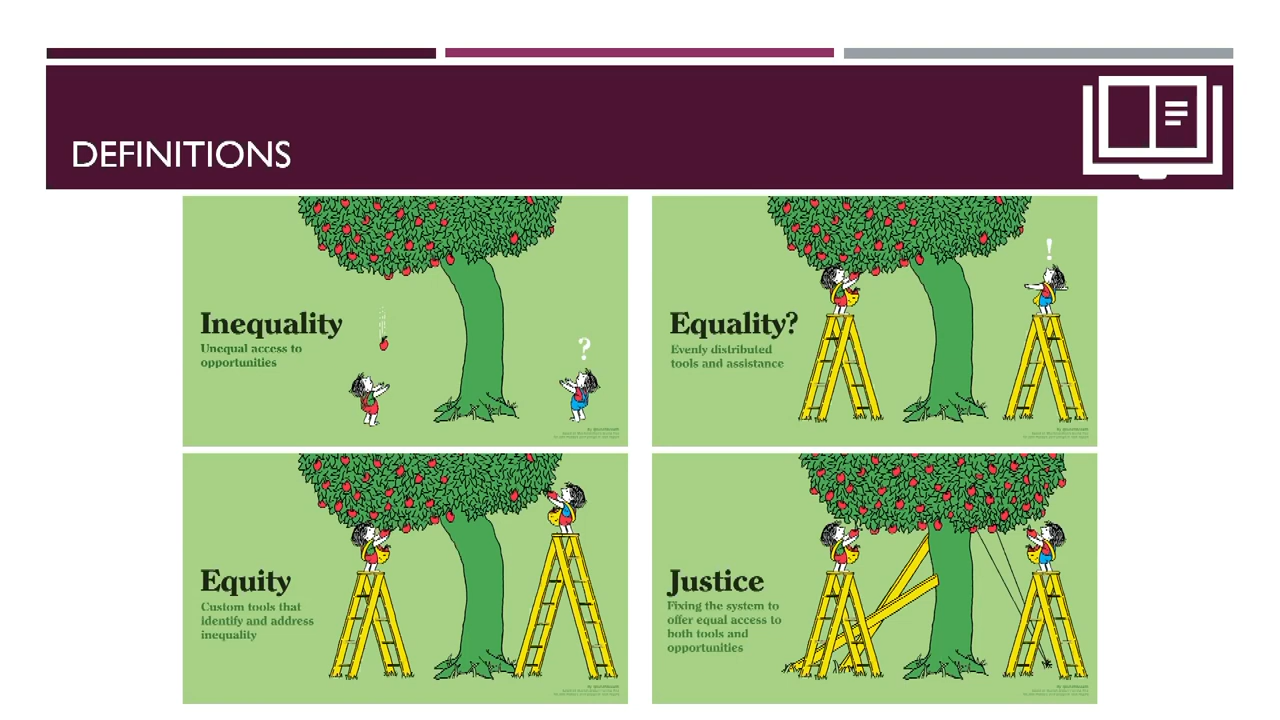 DEFINITIONS
Inequality
Unequal access to
opportunities
?
Equality?
Evenly distributed
tools and assistance
!
Equity
Custom tools that
identify and address
inequality
Justice
Fixing the system to
offer equal access to
both tools and
opportunities